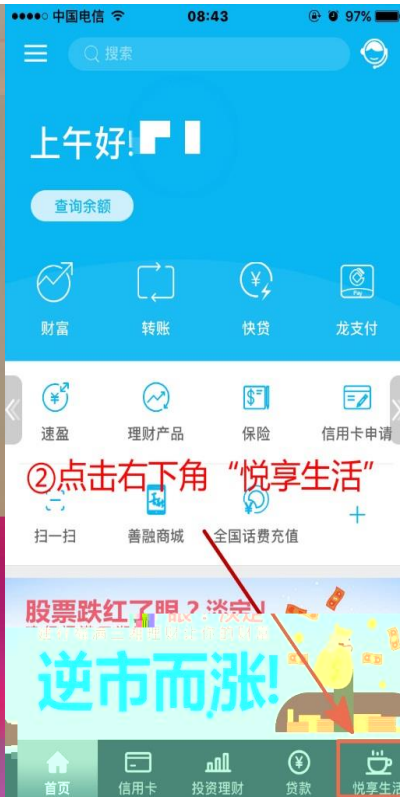 中国电信 08:43 97%
搜索
上午好!
查询余额
财富 转账 快贷 龙支付
速盈 理财产品 保险 信用卡申请
②点击右下角“悦享生活”
扫一扫 善融商城 全国话费充值
股票跌红了眼？淡定！
逆市而涨!
首页 信用卡 投资理财 贷款 悦享生活